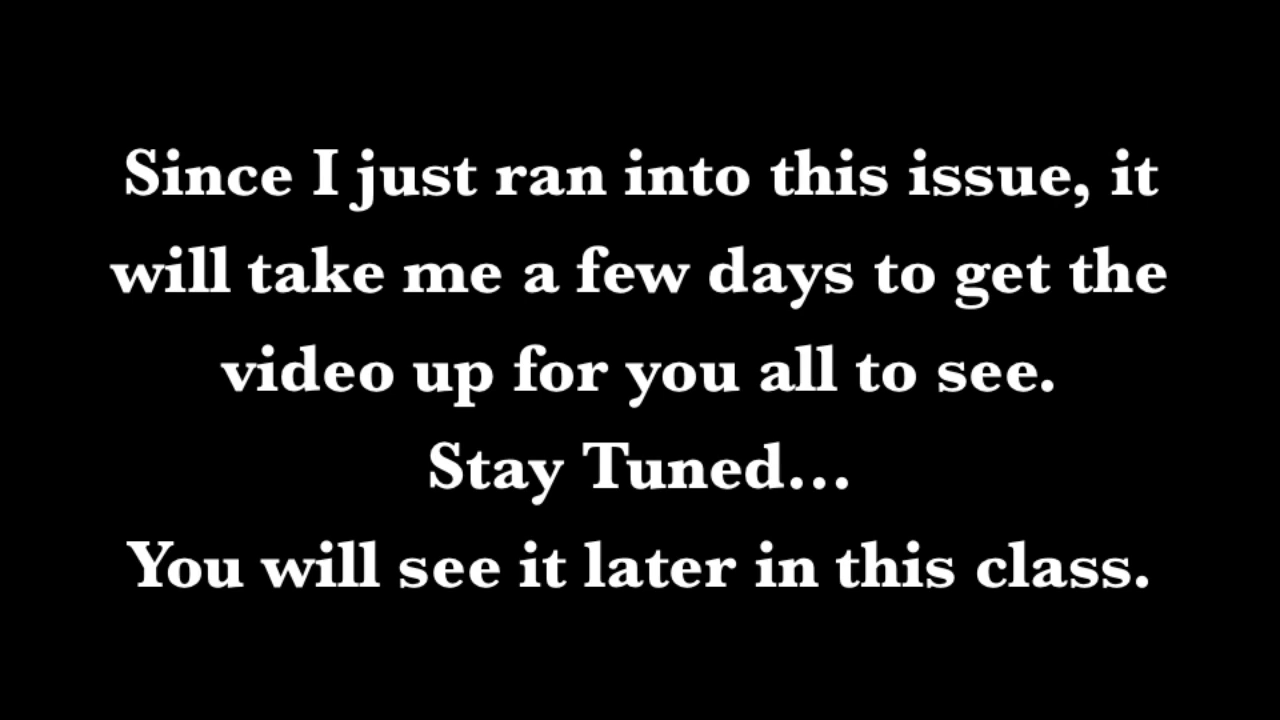 Since I just ran into this issue, it
will take me a few days to get the
video up for you all to see.
Stay Tuned...
You will see it later in this class.